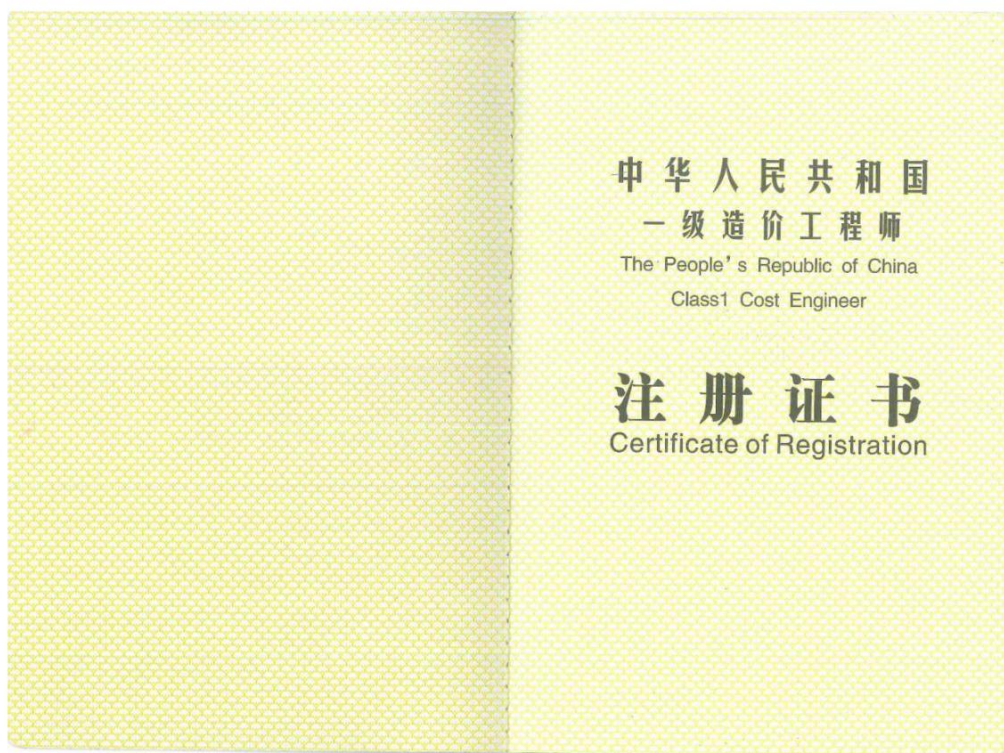 中华人民共和国
一级造价工程师
The People's Republic of China
Class1 Cost Engineer
注册证书
Certificate of Registration